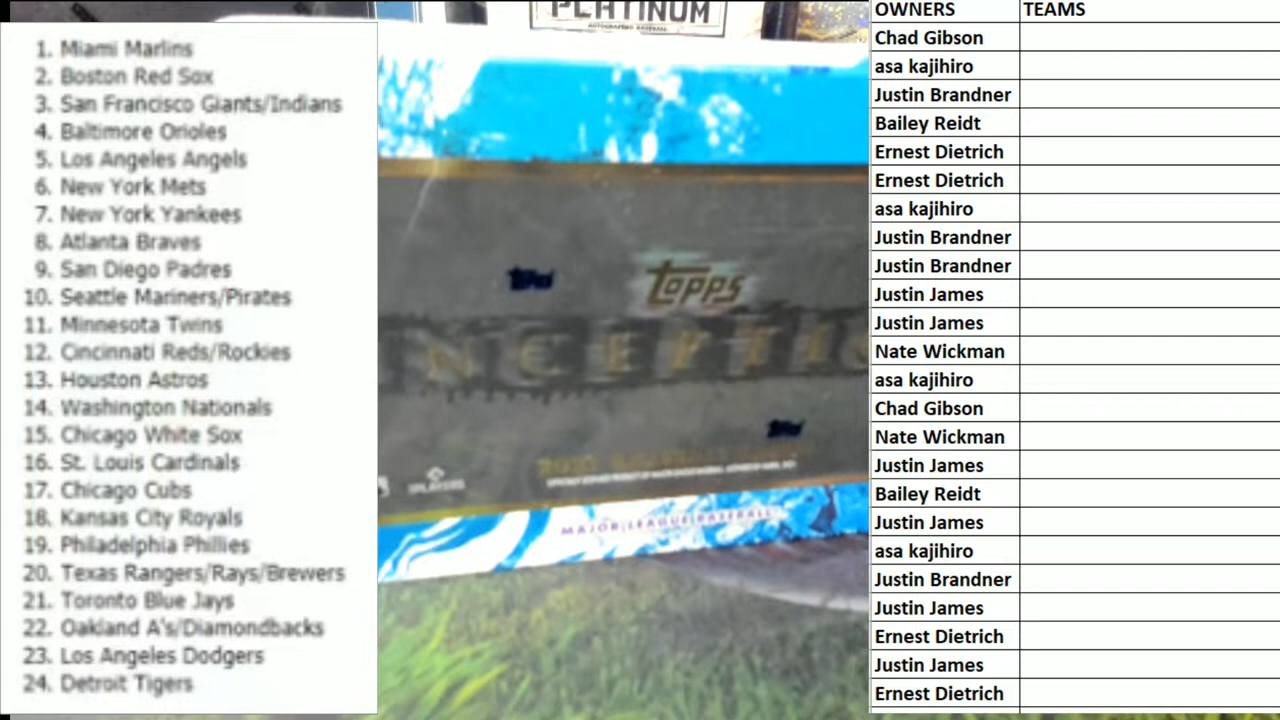 1. Miami Marlins
2. Boston Red Sox
3. San Francisco Giants/Indians
4. Baltimore Orioles
5. Los Angeles Angels
6. New York Mets
7. New York Yankees
8. Atlanta Braves
9. San Diego Padres
10. Seattle Mariners/Pirates
11. Minnesota Twins
12. Cincinnati Reds/Rockies
13. Houston Astros
14. Washington Nationals
15. Chicago White Sox
16. St. Louis Cardinals
17. Chicago Cubs
18. Kansas City Royals
19. Philadelphia Phillies
20. Texas Rangers/Rays/Brewers
21. Toronto Blue Jays
22. Oakland A's/Diamondbacks
23. Los Angeles Dodgers
24. Detroit Tigers
PLATINUM
AUTOGRAPHED BASEBALL
topps
topps
INCEPTIO
topps
PLAYERS
MAJOR LEAGUE BASEBALL
OWNERS TEAMS
Chad Gibson
asa kajihiro
Justin Brandner
Bailey Reidt
Ernest Dietrich
Ernest Dietrich
asa kajihiro
Justin Brandner
Justin Brandner
Justin James
Justin James
Nate Wickman
asa kajihiro
Chad Gibson
Nate Wickman
Justin James
Bailey Reidt
Justin James
asa kajihiro
Justin Brandner
Justin James
Ernest Dietrich
Justin James
Ernest Dietrich